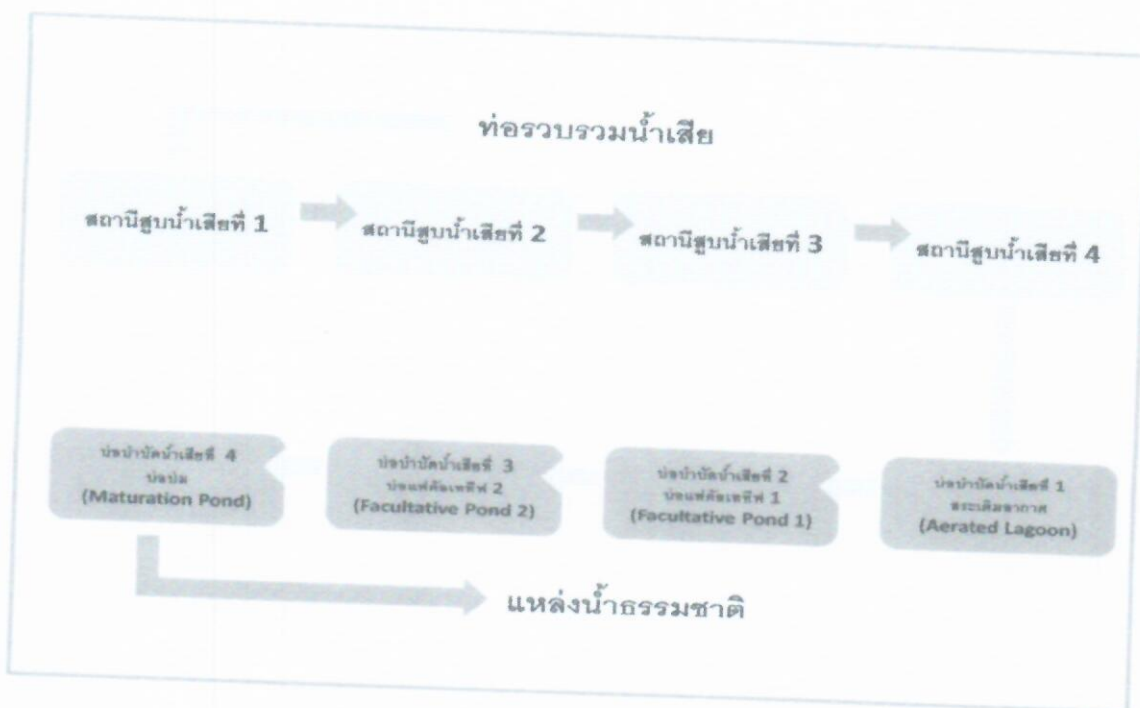 ท่อรวบรวมน้ำเสีย
สถานีสูบน้ำเสียที่ 1
สถานีสูบน้ำเสียที่ 2
สถานีสูบน้ำเสียที่ 3
สถานีสูบน้ำเสียที่ 4
บ่อบำบัดน้ำเสียที่ 4
บ่อบ่ม
(Maturation Pond)
บ่อบำบัดน้ำเสียที่ 3
บ่อแฟคัลเททีฟ 2
(Facultative Pond 2)
บ่อบำบัดน้ำเสียที่ 2
บ่อแฟคัลเททีฟ 1
(Facultative Pond 1)
บ่อบำบัดน้ำเสียที่ 1
สระเติมอากาศ
(Aerated Lagoon)
แหล่งน้ำธรรมชาติ